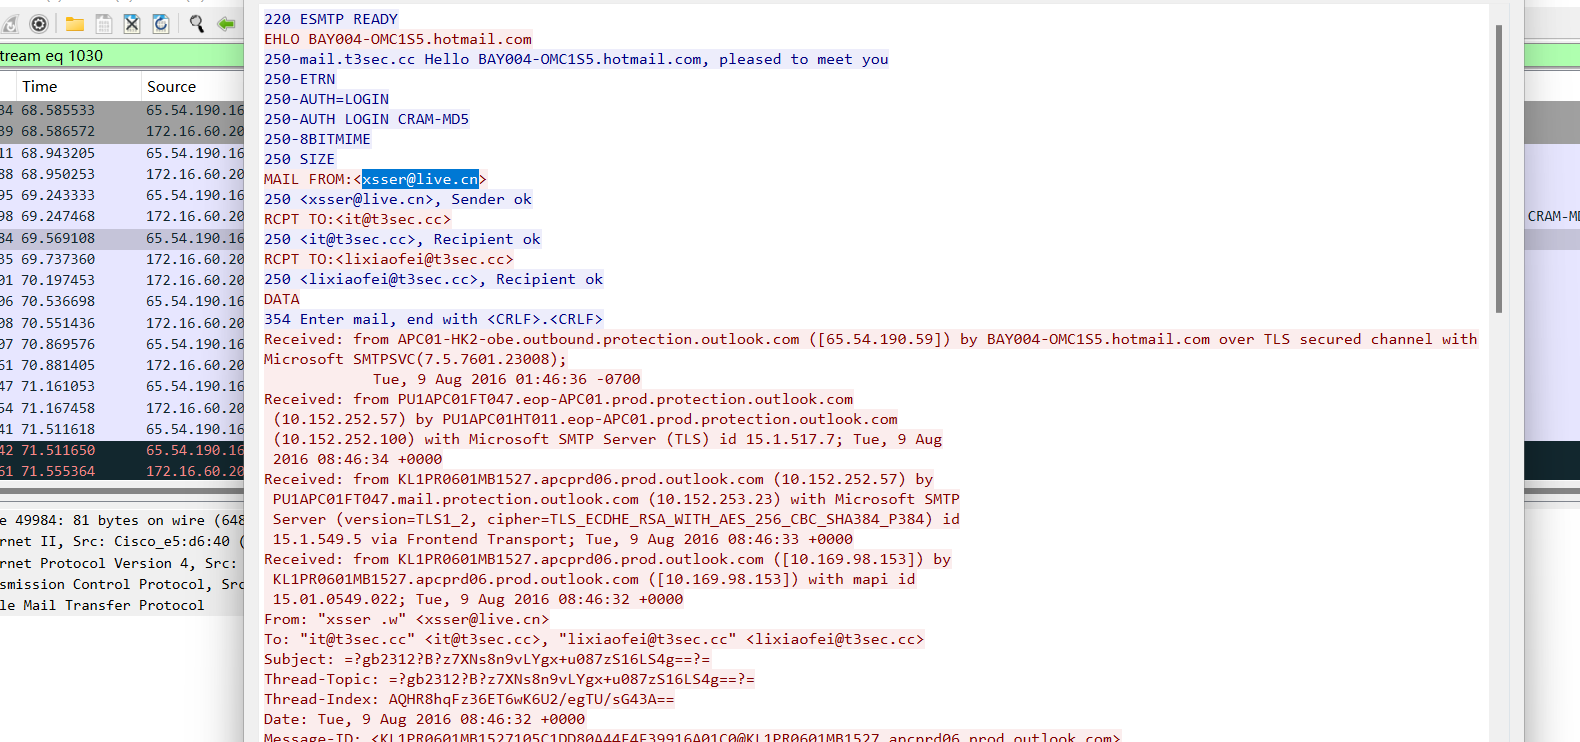 tream eq 1030
Time Source
34 68.585533 65.54.190.16
39 68.586572 172.16.60.20
11 68.943205 65.54.190.16
88 68.950253 172.16.60.20
95 69.243333 65.54.190.16
98 69.247468 172.16.60.20
84 69.569108 65.54.190.16
35 69.737360 172.16.60.20
01 70.197453 65.54.190.16
06 70.536698 65.54.190.16
08 70.551436 172.16.60.20
07 70.869576 65.54.190.16
61 70.881405 172.16.60.20
47 71.161053 65.54.190.16
54 71.167458 172.16.60.20
41 71.511618 65.54.190.16
42 71.511650 65.54.190.16
61 71.555364 172.16.60.20
e 49984: 81 bytes on wire (648
rnet II, Src: Cisco_e5:d6:40 (
rnet Protocol Version 4, Src:
smission Control Protocol, Src
le Mail Transfer Protocol
220 ESMTP READY
EHLO BAY004-OMC1S5.hotmail.com
250-mail.t3sec.cc Hello BAY004-OMC1S5.hotmail.com, pleased to meet you
250-ETRN
250-AUTH=LOGIN
250-AUTH LOGIN CRAM-MD5
250-8BITMIME
250 SIZE
MAIL FROM:<xsser@live.cn>
250 <xsser@live.cn>, Sender ok
RCPT TO:<it@t3sec.cc>
250 <it@t3sec.cc>, Recipient ok
RCPT TO:<lixiaofei@t3sec.cc>
250 <lixiaofei@t3sec.cc>, Recipient ok
DATA
354 Enter mail, end with <CRLF>.<CRLF>
Received: from APC01-HK2-obe.outbound.protection.outlook.com ([65.54.190.59]) by BAY004-OMC1S5.hotmail.com over TLS secured channel with
Microsoft SMTPSVC(7.5.7601.23008);
Tue, 9 Aug 2016 01:46:36 -0700
Received: from PU1APC01FT047.eop-APC01.prod.protection.outlook.com
(10.152.252.57) by PU1APC01HT011.eop-APC01.prod.protection.outlook.com
(10.152.252.100) with Microsoft SMTP Server (TLS) id 15.1.517.7; Tue, 9 Aug
2016 08:46:34 +0000
Received: from KL1PR0601MB1527.apcprd06.prod.outlook.com (10.152.252.57) by
PU1APC01FT047.mail.protection.outlook.com (10.152.253.23) with Microsoft SMTP
Server (version=TLS1_2, cipher=TLS_ECDHE_RSA_WITH_AES_256_CBC_SHA384_P384) id
15.1.549.5 via Frontend Transport; Tue, 9 Aug 2016 08:46:33 +0000
Received: from KL1PR0601MB1527.apcprd06.prod.outlook.com ([10.169.98.153]) by
KL1PR0601MB1527.apcprd06.prod.outlook.com ([10.169.98.153]) with mapi id
15.01.0549.022; Tue, 9 Aug 2016 08:46:32 +0000
From: "xsser .w" <xsser@live.cn>
To: "it@t3sec.cc" <it@t3sec.cc>, "lixiaofei@t3sec.cc" <lixiaofei@t3sec.cc>
Subject: =?gb2312?B?z7XNs8n9vLYgx+u087zS16LS4g==?=
Thread-Topic: =?gb2312?B?z7XNs8n9vLYgx+u087zS16LS4g==?=
Thread-Index: AQHR8hqFz36ET6wK6U2/egTU/sG43A==
Date: Tue, 9 Aug 2016 08:46:32 +0000
Message-ID:
CRAM-MD